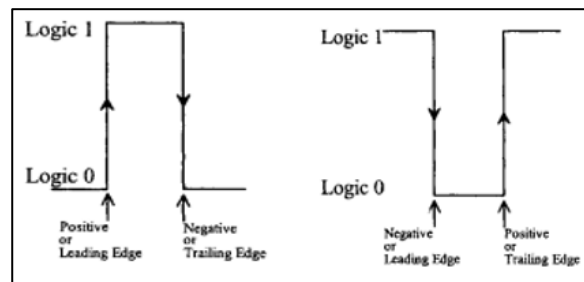 Logic 1
Logic 0
Positive
or
Leading Edge
Negative
or
Trailing Edge
Logic 1
Logic 0
Negative
or
Leading Edge
Positive
or
Trailing Edge